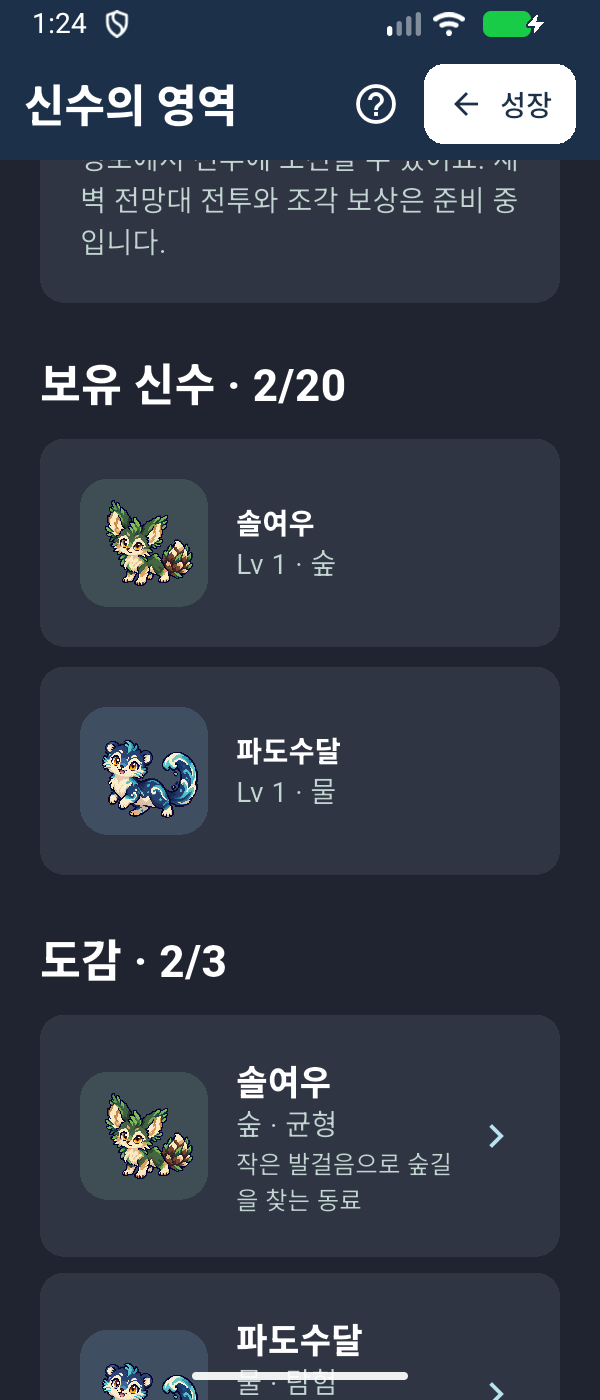 1:24
신수의 영역
성장
벽 전망대 전투와 조각 보상은 준비 중
입니다.
보유 신수 · 2/20
솔여우
Lv 1 · 숲
파도수달
Lv 1 · 물
도감 · 2/3
솔여우
숲 · 균형
작은 발걸음으로 숲길
을 찾는 동료
파도수달
물 · 탐험